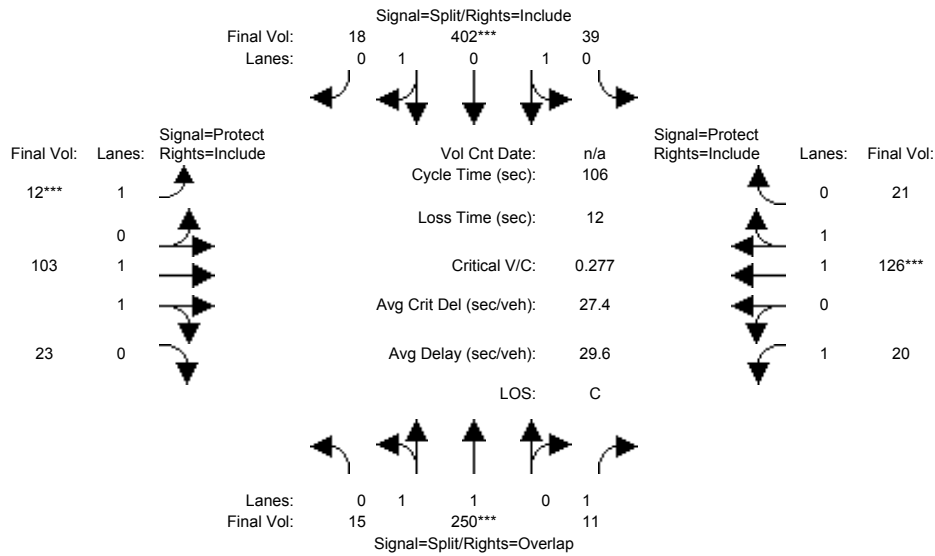 Signal=Split/Rights=Include
Final Vol: 18 402*** 39
Lanes: 0 1 0 1 0
Signal=Protect Signal=Protect
Final Vol: Lanes: Rights=Include Vol Cnt Date: n/a Rights=Include Lanes: Final Vol:
Cycle Time (sec): 106
12*** 1 0 21
Loss Time (sec): 12
0 1
103 1 Critical V/C: 0.277 1 126***
1 Avg Crit Del (sec/veh): 27.4 0
23 0 Avg Delay (sec/veh): 29.6 1 20
LOS: C
Lanes: 0 1 1 0 1
Final Vol: 15 250*** 11
Signal=Split/Rights=Overlap